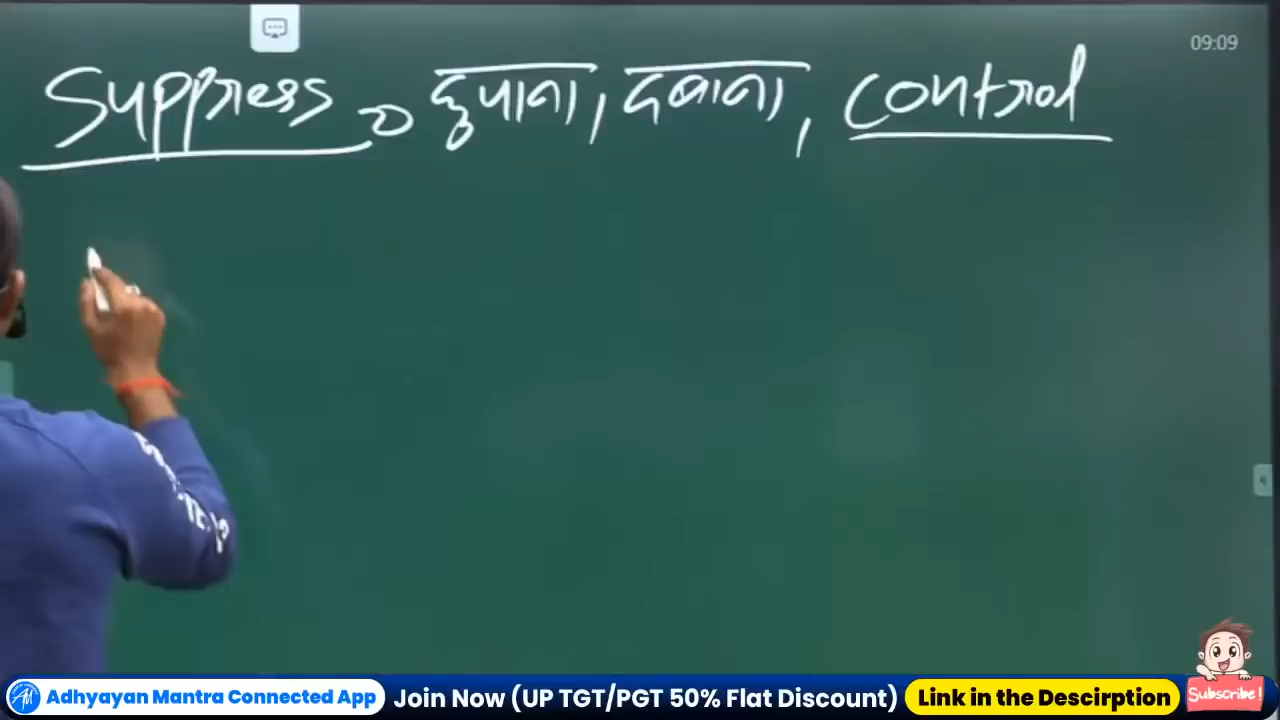 09:09
Suppress → छुपाना, दबाना, control
Adhyayan Mantra Connected App Join Now (UP TGT/PGT 50% Flat Discount) Link in the Descirption Subscribe!